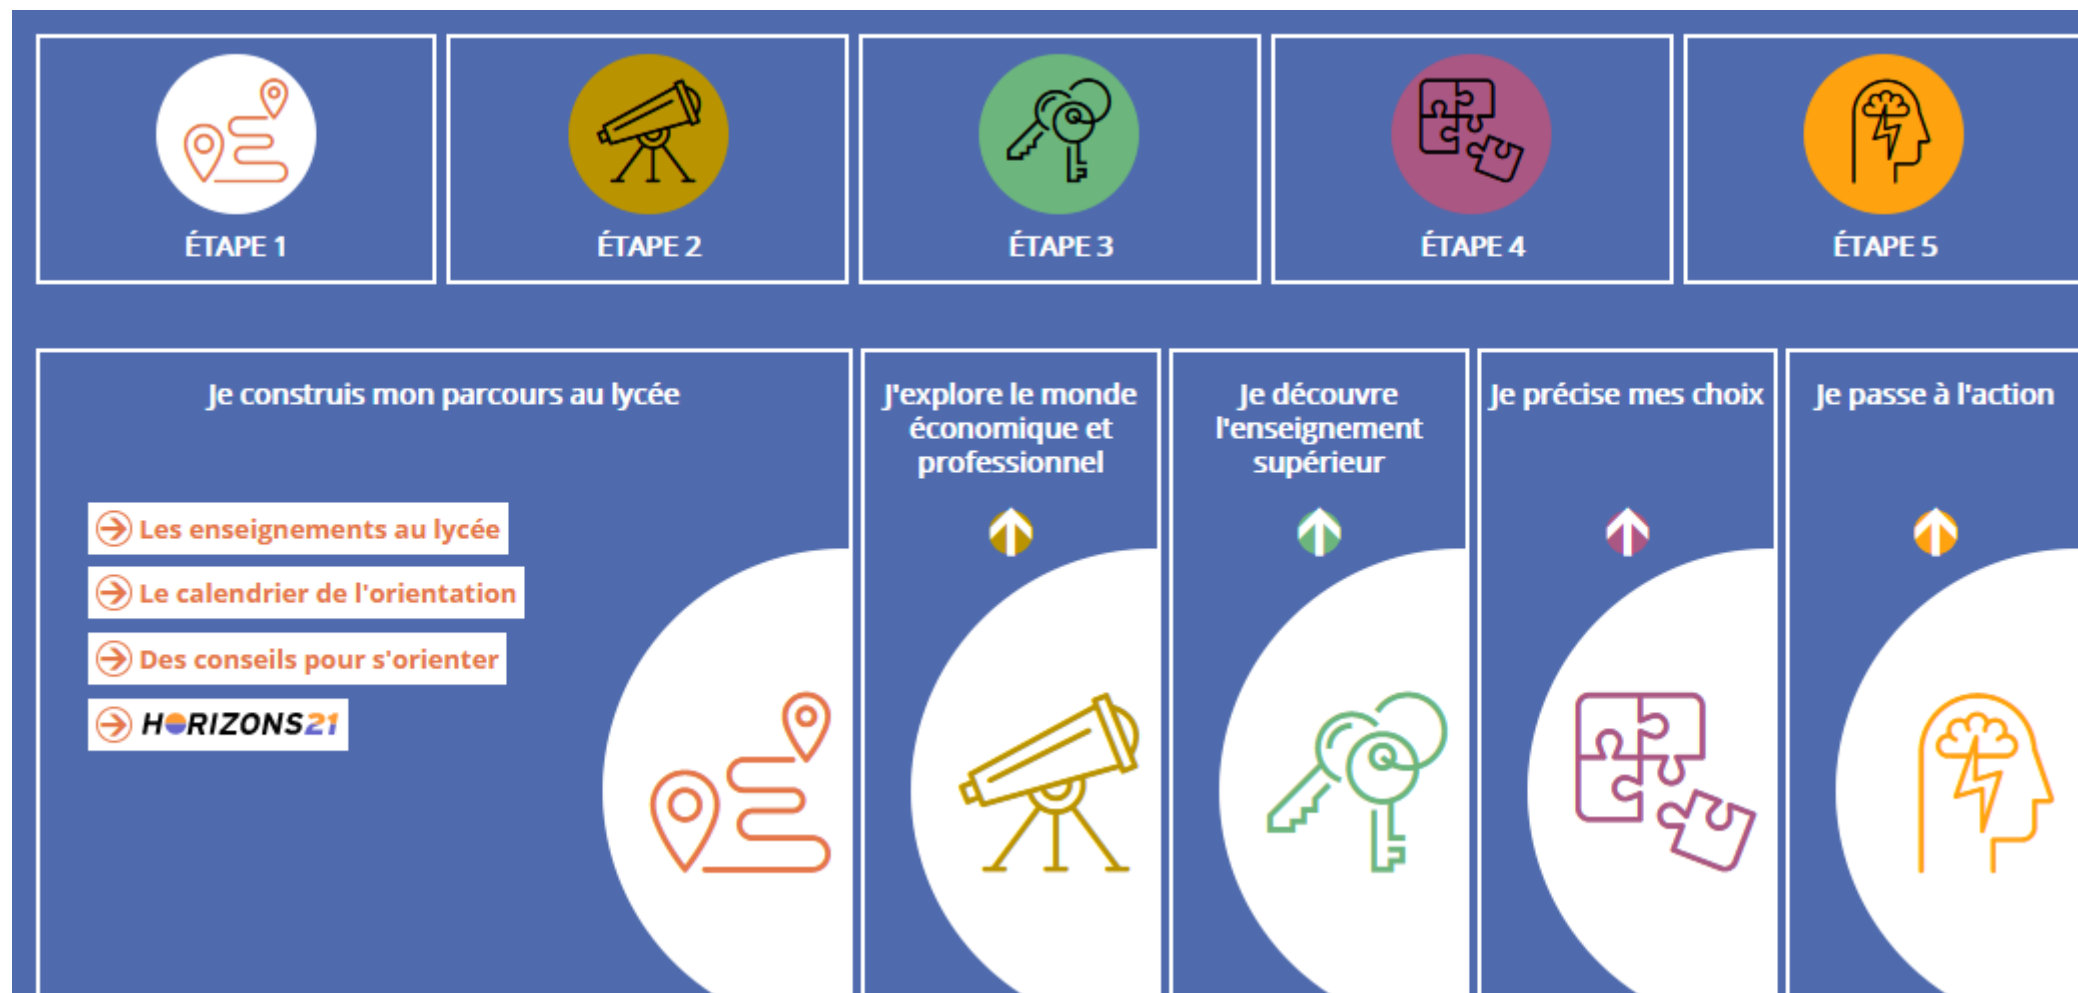 ÉTAPE 1
ÉTAPE 2
ÉTAPE 3
ÉTAPE 4
ÉTAPE 5
Je construis mon parcours au lycée
Les enseignements au lycée
Le calendrier de l'orientation
Des conseils pour s'orienter
HORIZONS21
J'explore le monde
économique et
professionnel
Je découvre
l'enseignement
supérieur
Je précise mes choix
Je passe à l'action